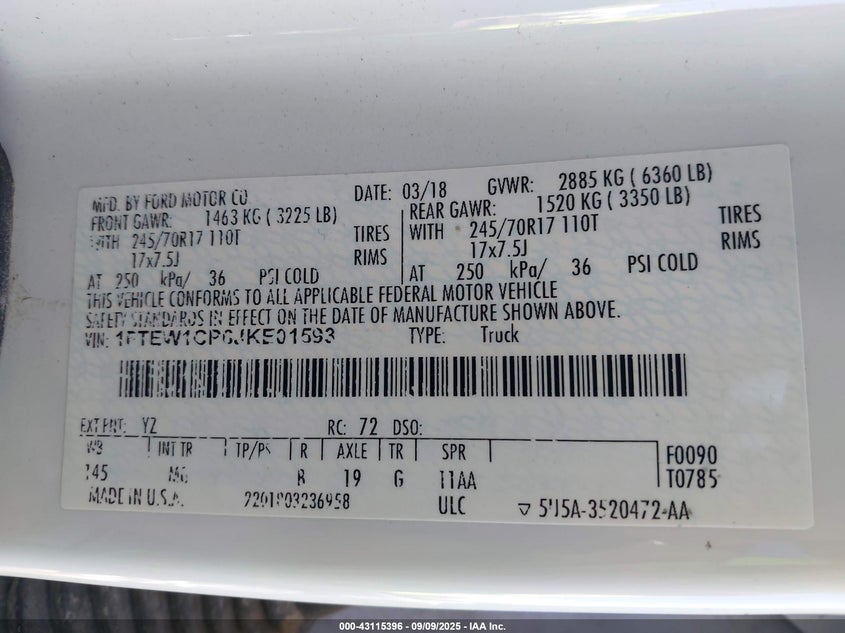 MFD. BY FORD MOTOR CO
DATE: 03/18
GVWR: 2885 KG ( 6360 LB)
FRONT GAWR: 1463 KG ( 3225 LB)
REAR GAWR: 1520 KG ( 3350 LB)
WITH 245/70R17 110T TIRES
WITH 245/70R17 110T TIRES
17x7.5J RIMS
17x7.5J RIMS
AT 250 kPa/ 36 PSI COLD
AT 250 kPa/ 36 PSI COLD
THIS VEHICLE CONFORMS TO ALL APPLICABLE FEDERAL MOTOR VEHICLE
SAFETY STANDARDS IN EFFECT ON THE DATE OF MANUFACTURE SHOWN ABOVE.
VIN: 1FTEW1CP6JKE01593
TYPE: Truck
EXT PNT: YZ RC: 72 DSO:
WB INT TR TP/PS R AXLE TR SPR
145 R 19 G 11AA
F0090
T0785
MADE IN U.S.A. ULC
000-43115396 - 09/09/2025 - IAA Inc.